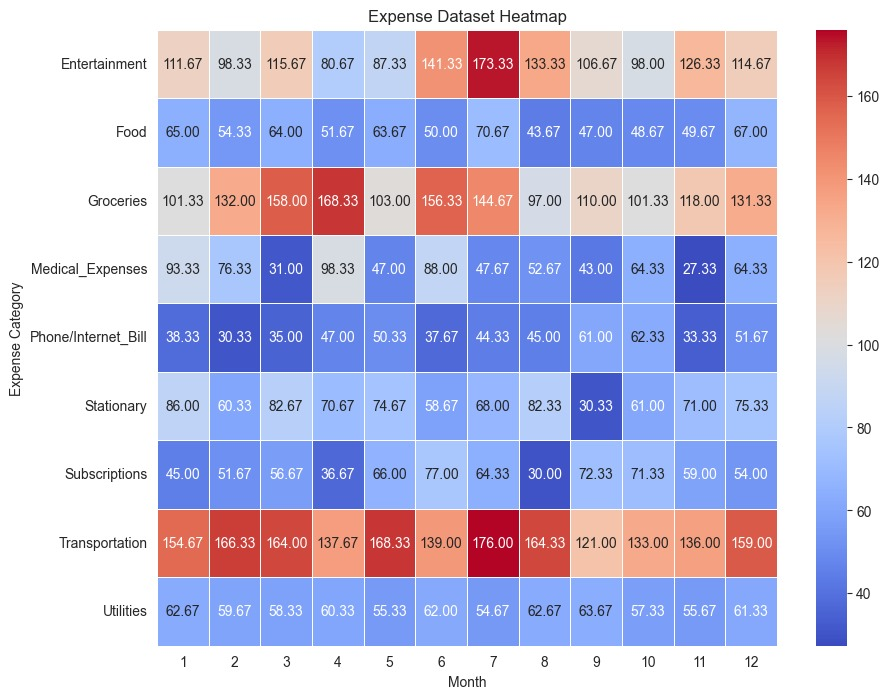 Expense Dataset Heatmap
Entertainment 111.67 98.33 115.67 80.67 87.33 141.33 173.33 133.33 106.67 98.00 126.33 114.67
Food 65.00 54.33 64.00 51.67 63.67 50.00 70.67 43.67 47.00 48.67 49.67 67.00
Groceries 101.33 132.00 158.00 168.33 103.00 156.33 144.67 97.00 110.00 101.33 118.00 131.33
Medical_Expenses 93.33 76.33 31.00 98.33 47.00 88.00 47.67 52.67 43.00 64.33 27.33 64.33
Phone/Internet_Bill 38.33 30.33 35.00 47.00 50.33 37.67 44.33 45.00 61.00 62.33 33.33 51.67
Stationary 86.00 60.33 82.67 70.67 74.67 58.67 68.00 82.33 30.33 61.00 71.00 75.33
Subscriptions 45.00 51.67 56.67 36.67 66.00 77.00 64.33 30.00 72.33 71.33 59.00 54.00
Transportation 154.67 166.33 164.00 137.67 168.33 139.00 176.00 164.33 121.00 133.00 136.00 159.00
Utilities 62.67 59.67 58.33 60.33 55.33 62.00 54.67 62.67 63.67 57.33 55.67 61.33
1 2 3 4 5 6 7 8 9 10 11 12
Month
Expense Category
160
140
120
100
80
60
40